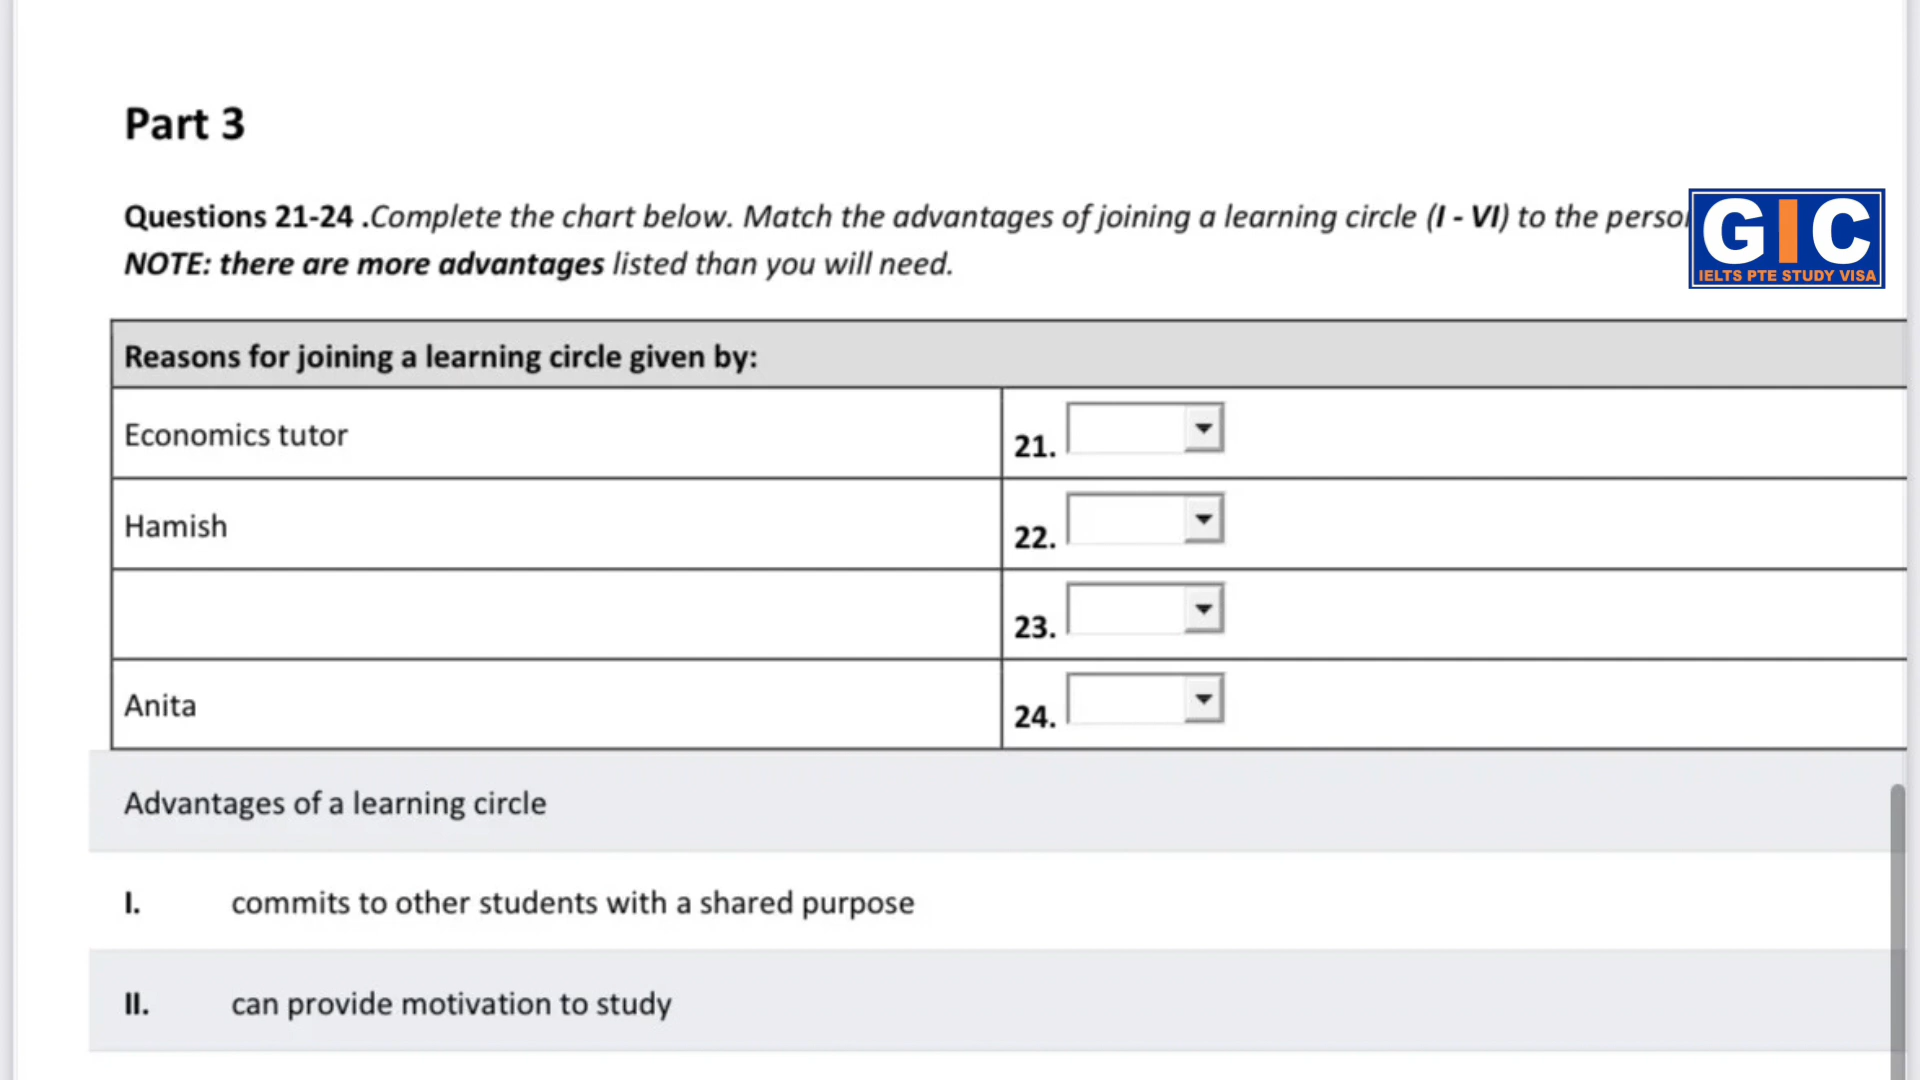 Part 3
Questions 21-24 .Complete the chart below. Match the advantages of joining a learning circle (I - VI) to the
NOTE: there are more advantages listed than you will need.
GIC
IELTS PTE STUDY VISA
Reasons for joining a learning circle given by:
Economics tutor 21.
Hamish 22.
23.
Anita 24.
Advantages of a learning circle
I. commits to other students with a shared purpose
II. can provide motivation to study